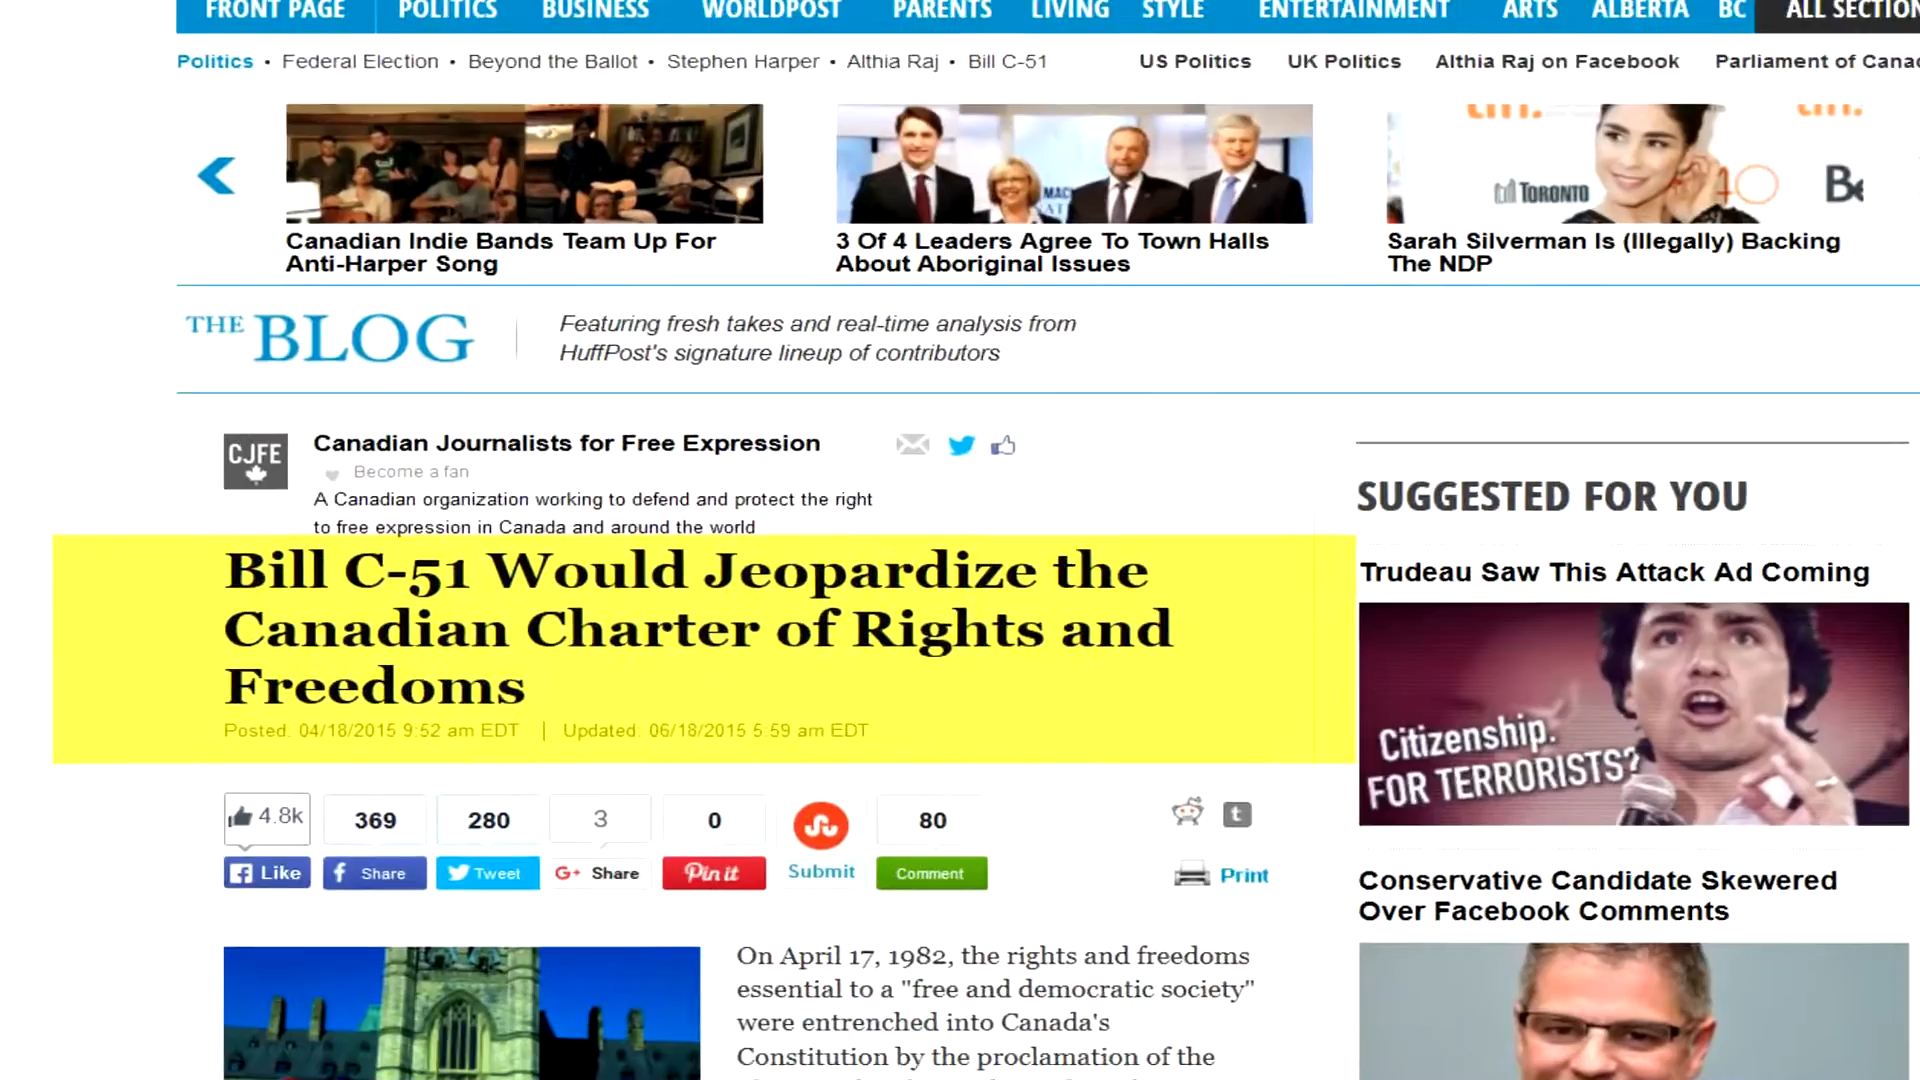 FRONT PAGE POLITICS BUSINESS WORLDPOST PARENTS LIVING STYLE ENTERTAINMENT ARTS ALBERTA BC ALL SECTION
Politics • Federal Election • Beyond the Ballot • Stephen Harper • Althia Raj • Bill C-51 US Politics UK Politics Althia Raj on Facebook Parliament of Canad
TORONTO
Canadian Indie Bands Team Up For
Anti-Harper Song
3 Of 4 Leaders Agree To Town Halls
About Aboriginal Issues
Sarah Silverman Is (Illegally) Backing
The NDP
THE BLOG
Featuring fresh takes and real-time analysis from
HuffPost's signature lineup of contributors
CJFE
Canadian Journalists for Free Expression
Become a fan
A Canadian organization working to defend and protect the right
to free expression in Canada and around the world
Bill C-51 Would Jeopardize the
Canadian Charter of Rights and
Freedoms
Posted: 04/18/2015 9:52 am EDT | Updated: 06/18/2015 5:59 am EDT
4.8k 369 280 3 0 80
Like Share Tweet G+ Share Pin it Submit Comment Print
On April 17, 1982, the rights and freedoms
essential to a "free and democratic society"
were entrenched into Canada's
Constitution by the proclamation of the
SUGGESTED FOR YOU
Trudeau Saw This Attack Ad Coming
Citizenship.
FOR TERRORISTS?
Conservative Candidate Skewered
Over Facebook Comments